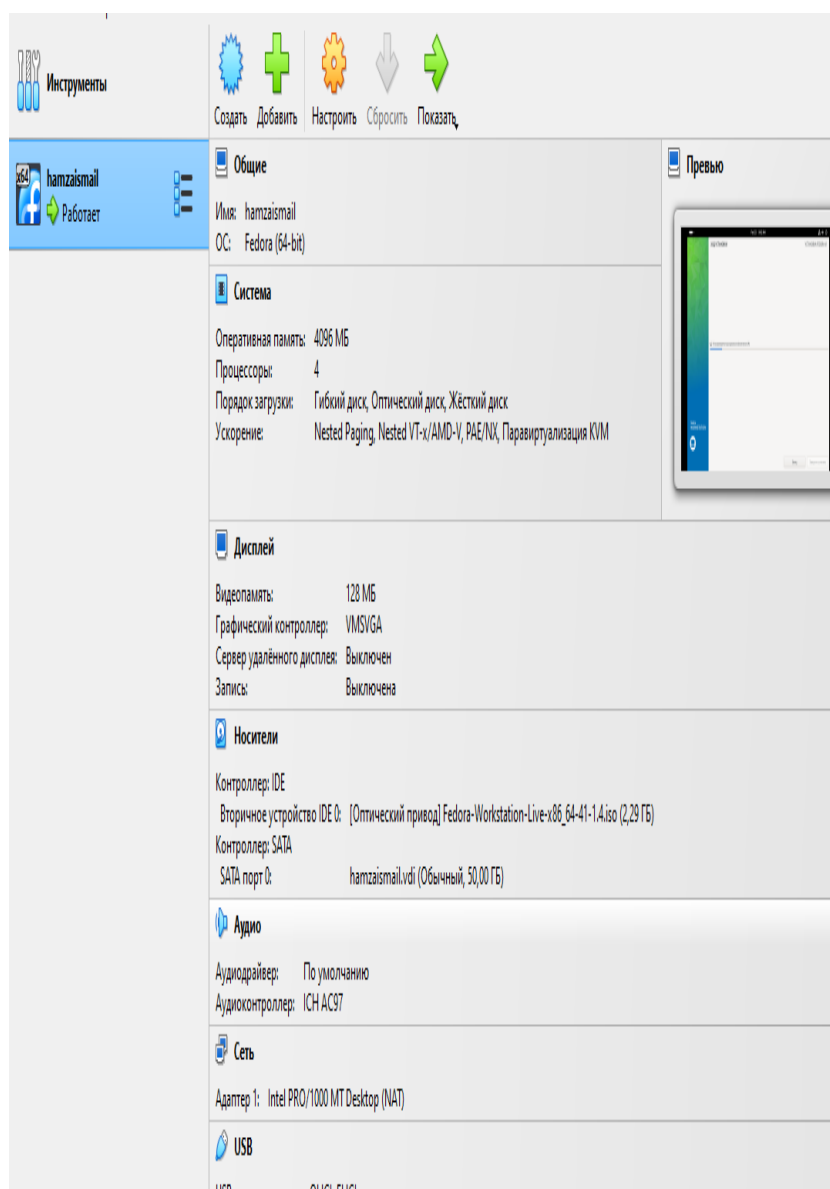 Инструменты
Создать Добавить Настроить Сбросить Показать
x64
hamzaismail
Работает
Общие
Имя: hamzaismail
ОС: Fedora (64-bit)
Превью
Система
Оперативная память: 4096 МБ
Процессоры: 4
Порядок загрузки: Гибкий диск, Оптический диск, Жёсткий диск
Ускорение: Nested Paging, Nested VT-x/AMD-V, PAE/NX, Паравиртуализация KVM
Дисплей
Видеопамять: 128 МБ
Графический контроллер: VMSVGA
Сервер удалённого дисплея: Выключен
Запись: Выключена
Носители
Контроллер: IDE
Вторичное устройство IDE 0: [Оптический привод] Fedora-Workstation-Live-x86_64-41-1.4.iso (2,29 ГБ)
Контроллер: SATA
SATA порт 0: hamzaismail.vdi (Обычный, 50,00 ГБ)
Аудио
Аудиодрайвер: По умолчанию
Аудиоконтроллер: ICH AC97
Сеть
Адаптер 1: Intel PRO/1000 MT Desktop (NAT)
USB